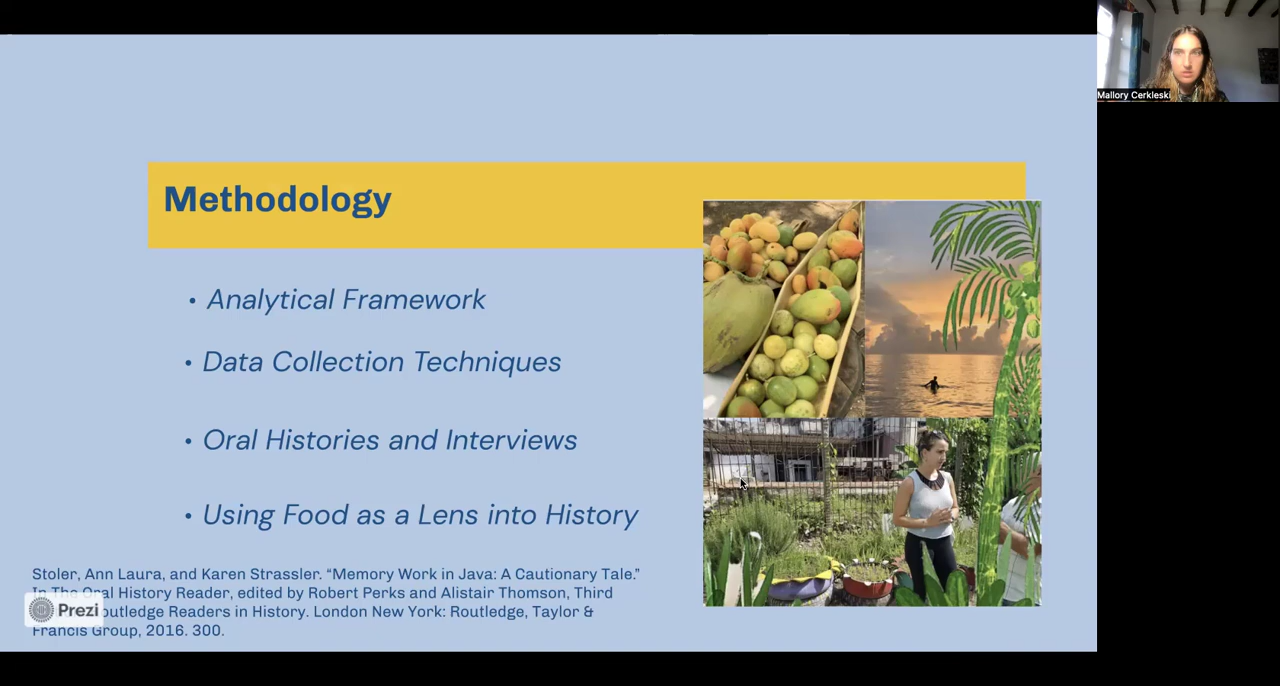 Mallory Cerkleski
Methodology
• Analytical Framework
• Data Collection Techniques
• Oral Histories and Interviews
• Using Food as a Lens into History
Stoler, Ann Laura, and Karen Strassler. “Memory Work in Java: A Cautionary Tale.”
In The Oral History Reader, edited by Robert Perks and Alistair Thomson, Third
Routledge Readers in History. London New York: Routledge, Taylor &
Francis Group, 2016. 300.
Prezi